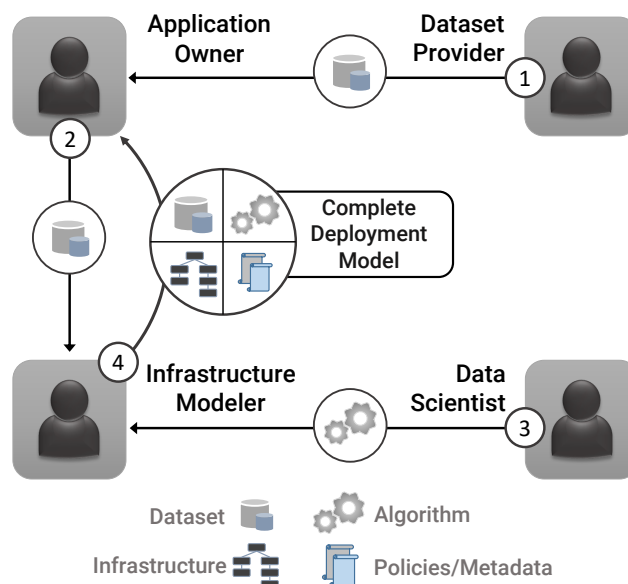 Application
Owner
Dataset
Provider
1
2
Complete
Deployment
Model
4
Infrastructure
Modeler
Data
Scientist
3
Dataset
Algorithm
Infrastructure
Policies/Metadata